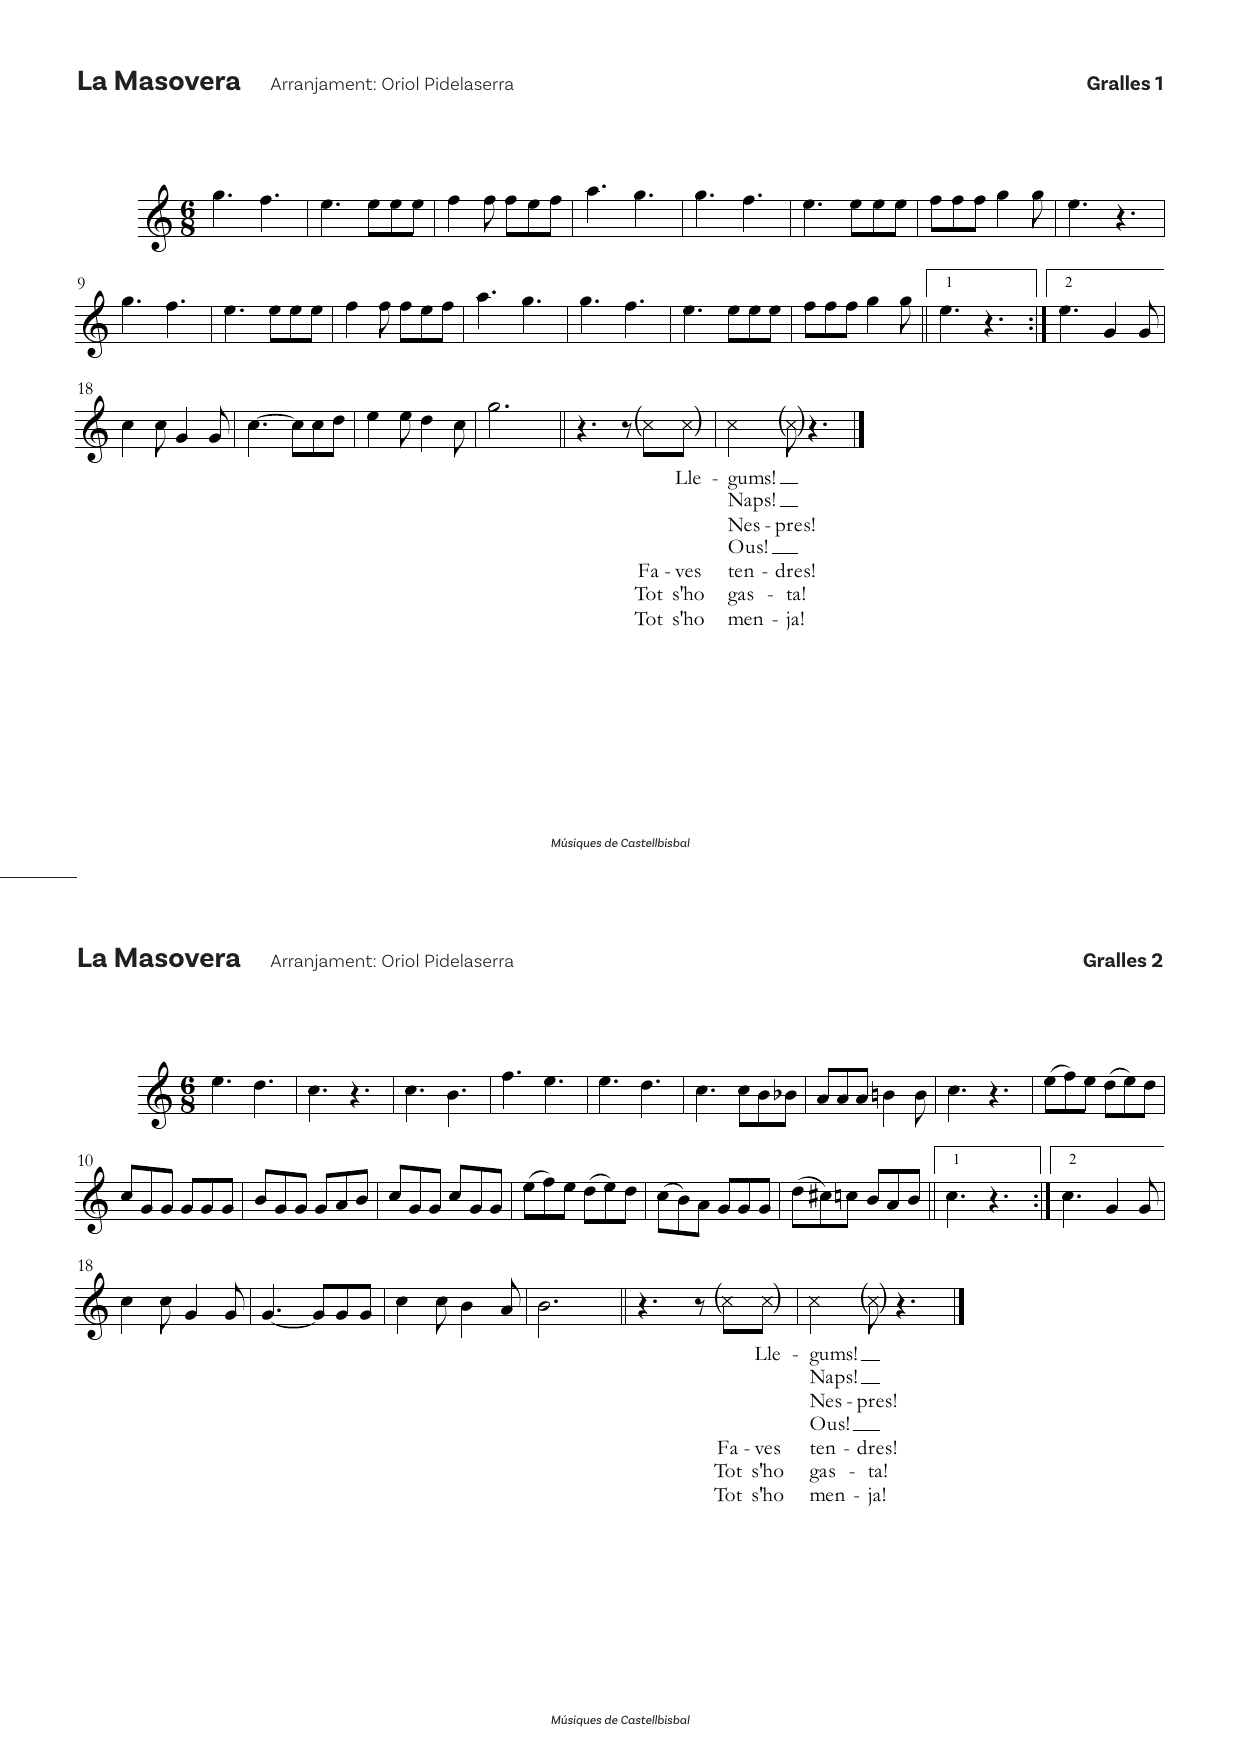 La Masovera Arranjament: Oriol Pidelaserra Gralles 1
6
8
9 1 2
18
Lle - gums!
Naps!
Nes - pres!
Ous!
Fa - ves ten - dres!
Tot s'ho gas - ta!
Tot s'ho men - ja!
Músiques de Castellbisbal
La Masovera Arranjament: Oriol Pidelaserra Gralles 2
6
8
10 1 2
18
Lle - gums!
Naps!
Nes - pres!
Ous!
Fa - ves ten - dres!
Tot s'ho gas - ta!
Tot s'ho men - ja!
Músiques de Castellbisbal